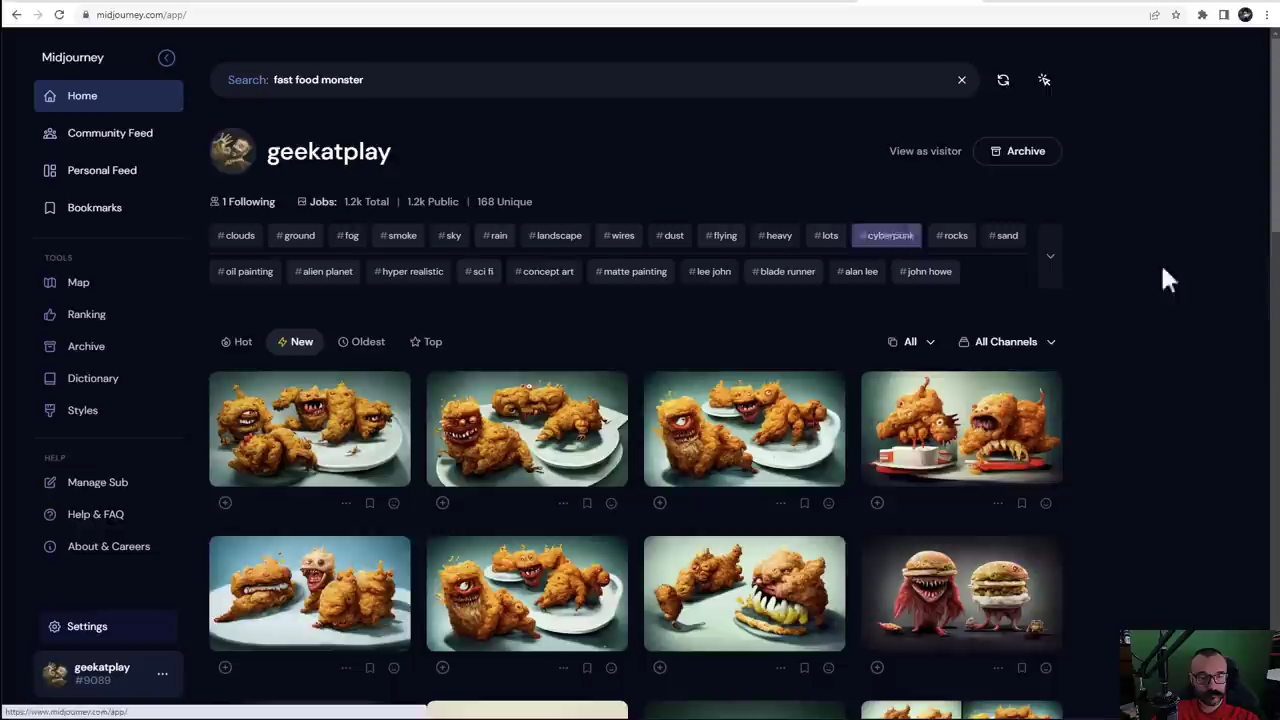 midjourney.com/app/
Midjourney
Search: fast food monster
Home
Community Feed
Personal Feed
Bookmarks
TOOLS
Map
Ranking
Archive
Dictionary
Styles
HELP
Manage Sub
Help & FAQ
About & Careers
Settings
geekatplay
#9089
https://www.midjourney.com/app/
geekatplay
View as visitor
Archive
1 Following Jobs: 1.2k Total | 1.2k Public | 168 Unique
#clouds #ground #fog #smoke #sky #rain #landscape #wires #dust #flying #heavy #lots #cyberpunk #rocks #sand
#oil painting #alien planet #hyper realistic #sci fi #concept art #matte painting #lee john #blade runner #alan lee #john howe
Hot New Oldest Top All All Channels